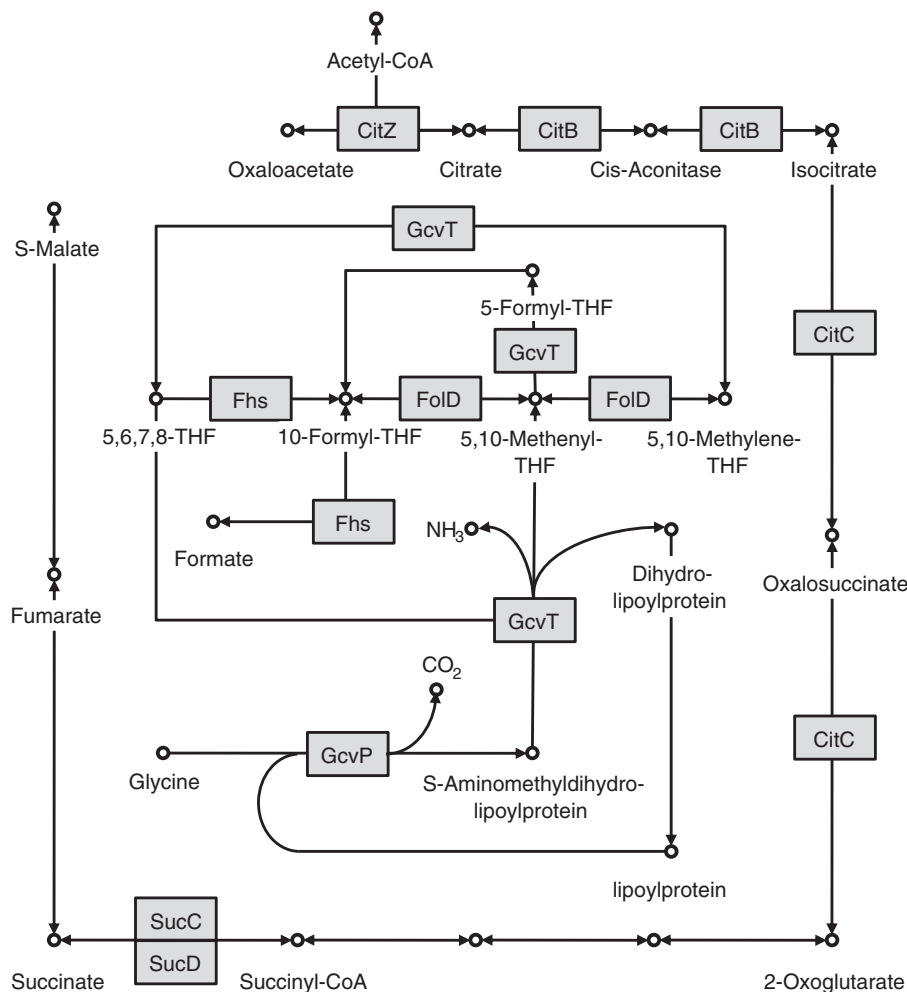 Acetyl-CoA
CitZ
CitB
CitB
Oxaloacetate
Citrate
Cis-Aconitase
Isocitrate
S-Malate
GcvT
5-Formyl-THF
GcvT
CitC
Fhs
FolD
FolD
5,6,7,8-THF
10-Formyl-THF
5,10-Methenyl-
THF
5,10-Methylene-
THF
Fhs
Formate
NH3
Dihydro-
lipoylprotein
Oxalosuccinate
Fumarate
GcvT
CO2
GcvP
CitC
Glycine
S-Aminomethyldihydro-
lipoylprotein
lipoylprotein
SucC
SucD
Succinate
Succinyl-CoA
2-Oxoglutarate